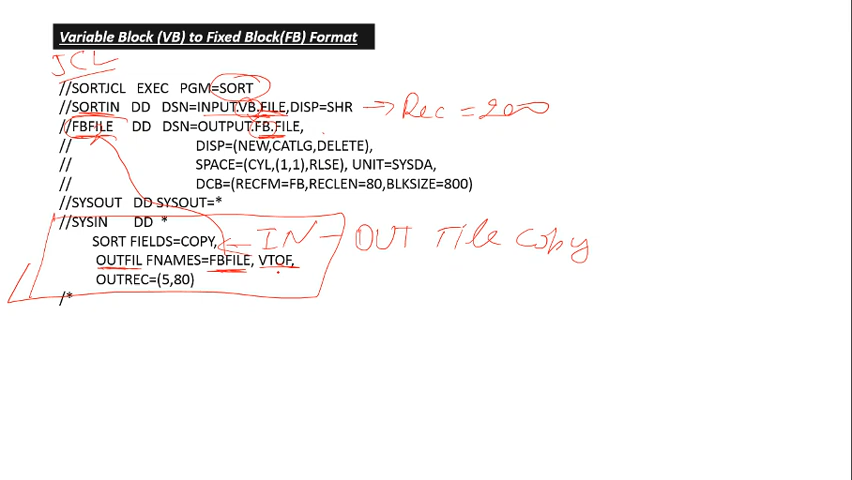 Variable Block (VB) to Fixed Block(FB) Format
JCL
//SORTJCL EXEC PGM=SORT
//SORTIN DD DSN=INPUT.VB.FILE,DISP=SHR → Rec = 2000
//FBFILE DD DSN=OUTPUT.FB.FILE,
// DISP=(NEW,CATLG,DELETE),
// SPACE=(CYL,(1,1),RLSE), UNIT=SYSDA,
// DCB=(RECFM=FB,RECLEN=80,BLKSIZE=800)
//SYSOUT DD SYSOUT=*
//SYSIN DD *
SORT FIELDS=COPY, ← IN - OUT File Copy
OUTFIL FNAMES=FBFILE, VTOF,
OUTREC=(5,80)
/*